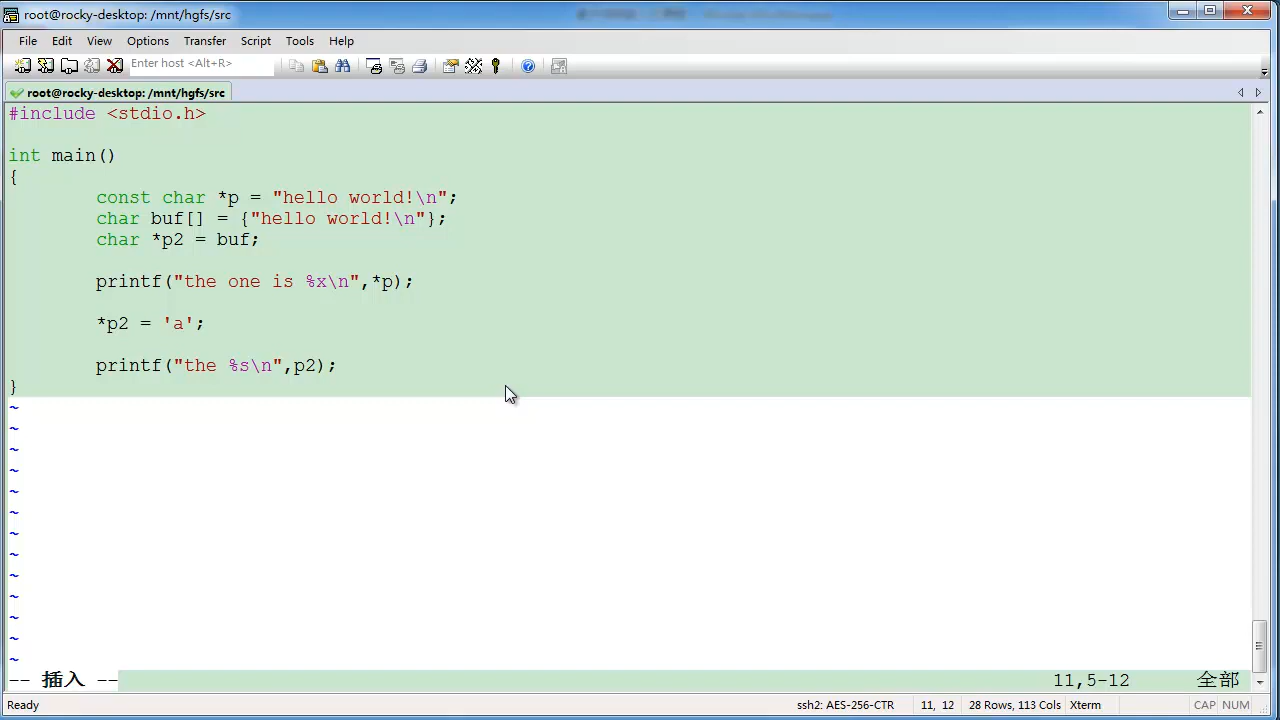 root@rocky-desktop: /mnt/hgfs/src
File Edit View Options Transfer Script Tools Help
Enter host <Alt+R>
root@rocky-desktop: /mnt/hgfs/src
#include <stdio.h>
int main()
{
const char *p = "hello world!\n";
char buf[] = {"hello world!\n"};
char *p2 = buf;
printf("the one is %x\n",*p);
*p2 = 'a';
printf("the %s\n",p2);
}
~
~
~
~
~
~
~
~
~
~
~
~
~
-- 插入 -- 11,5-12 全部
Ready ssh2: AES-256-CTR 11, 12 28 Rows, 113 Cols Xterm CAP NUM